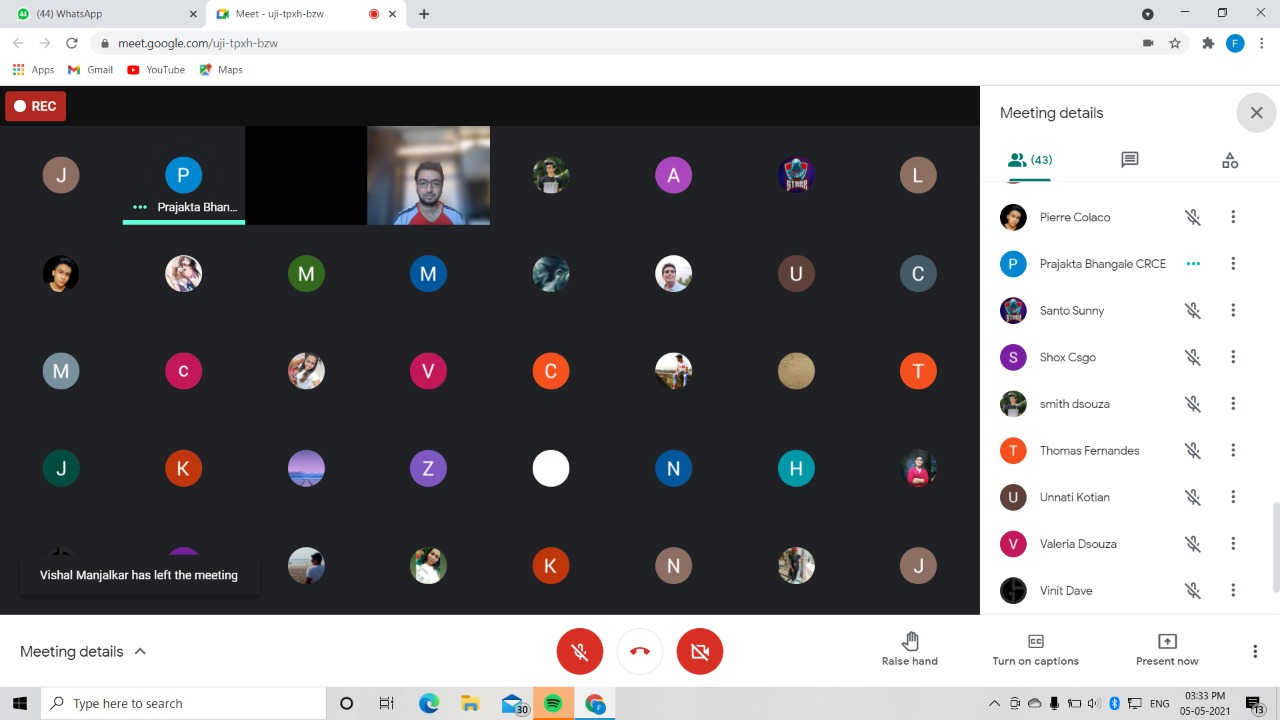 44
(44) WhatsApp
Meet - uji-tpxh-bzw
meet.google.com/uji-tpxh-bzw
F
Apps
Gmail
YouTube
Maps
REC
J
P
Prajakta Bhan...
A
STARK
L
M
M
U
C
M
c
V
C
T
J
K
Z
N
H
K
N
J
Vishal Manjalkar has left the meeting
Meeting details
(43)
Pierre Colaco
P
Prajakta Bhangale CRCE
Santo Sunny
S
Shox Csgo
smith dsouza
T
Thomas Fernandes
U
Unnati Kotian
V
Valeria Dsouza
Vinit Dave
Meeting details
Raise hand
CC
Turn on captions
Present now
Type here to search
30
F
ENG
03:33 PM
05-05-2021
13